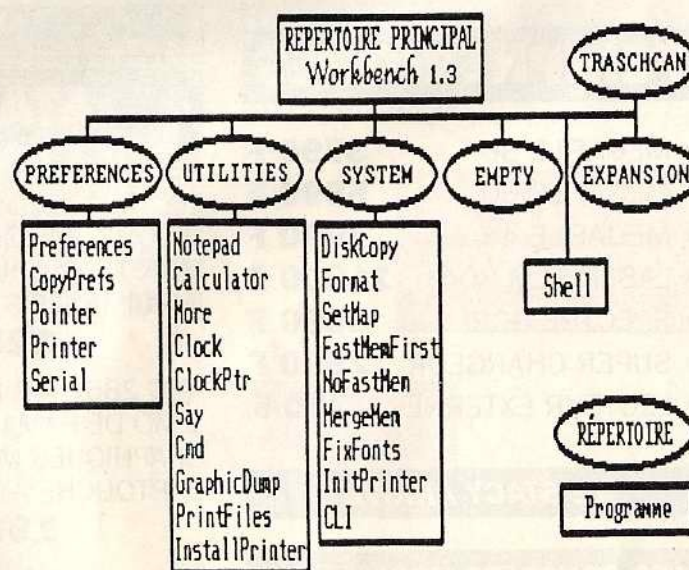 REPERTOIRE PRINCIPAL
Workbench 1.3
TRASCHCAN
PREFERENCES
UTILITIES
SYSTEM
EMPTY
EXPANSION
Preferences
CopyPrefs
Pointer
Printer
Serial
Notepad
Calculator
More
Clock
ClockPtr
Say
Cmd
GraphicDump
PrintFiles
InstallPrinter
DiskCopy
Format
SetMap
FastMemFirst
NoFastMem
MergeMem
FixFonts
InitPrinter
CLI
Shell
RÉPERTOIRE
Programme